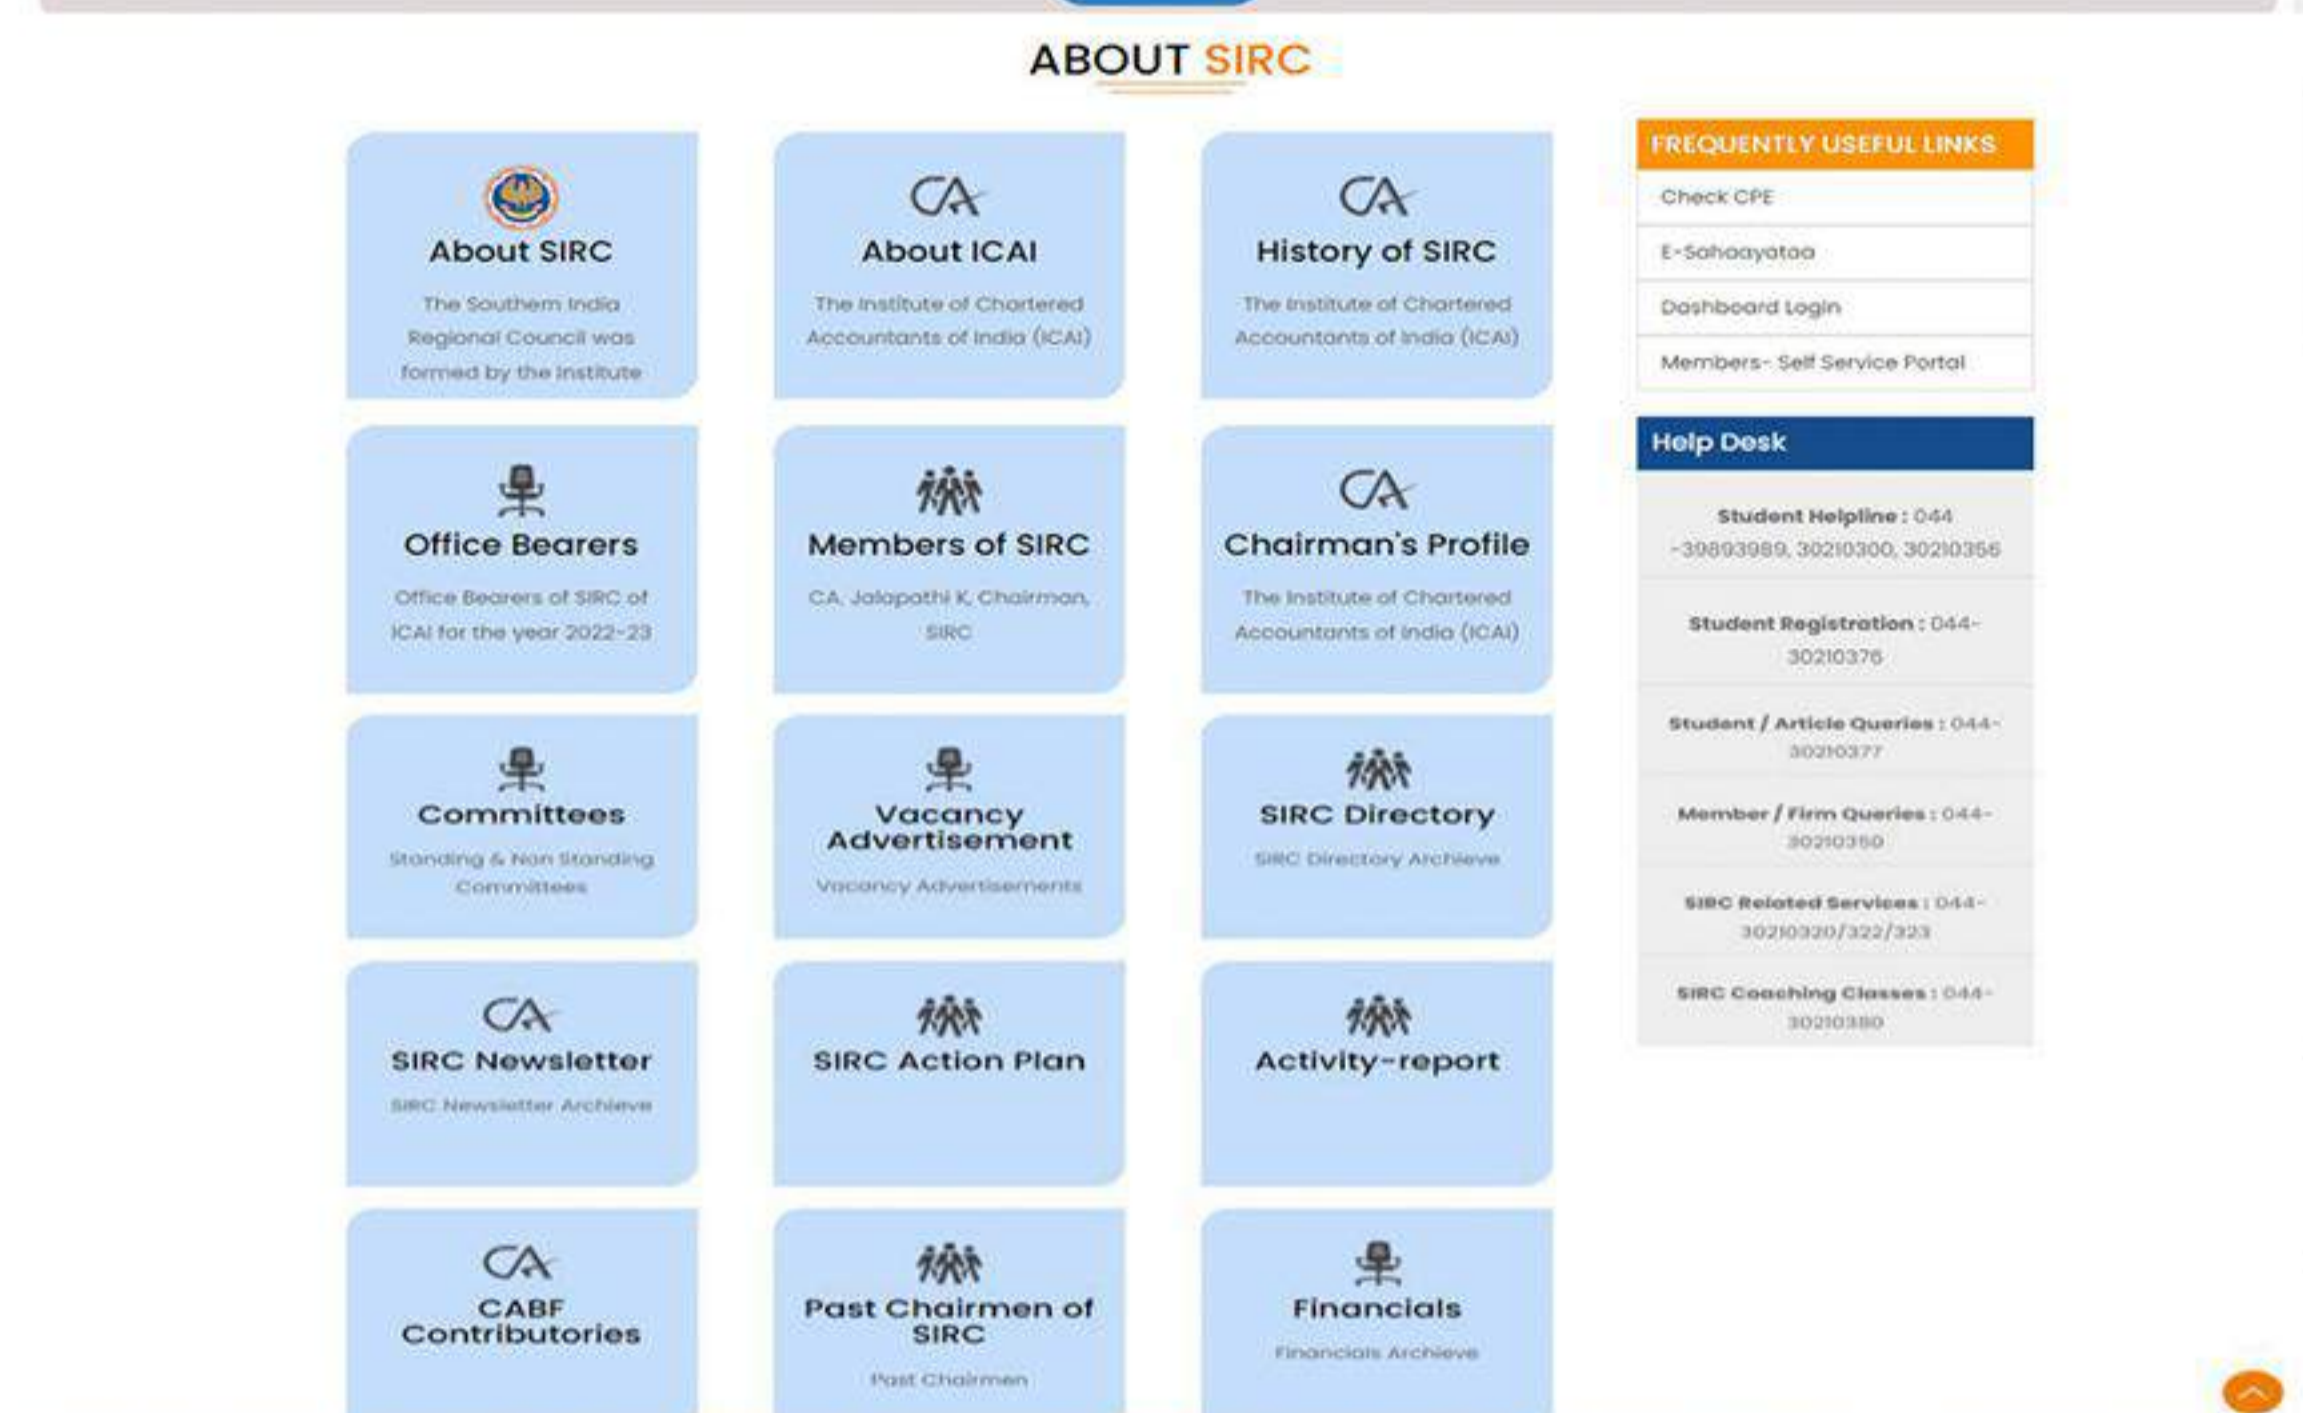 ABOUT SIRC
About SIRC
The Southern India
Regional Council was
formed by the Institute
About ICAI
The Institute of Chartered
Accountants of India (ICAI)
History of SIRC
The Institute of Chartered
Accountants of India (ICAI)
Office Bearers
Office Bearers of SIRC of
ICAI for the year 2022-23
Members of SIRC
CA. Jalapathi K, Chairman,
SIRC
Chairman's Profile
The Institute of Chartered
Accountants of India (ICAI)
Committees
Standing & Non Standing
Committees
Vacancy
Advertisement
Vacancy Advertisements
SIRC Directory
SIRC Directory Archieve
SIRC Newsletter
SIRC Newsletter Archieve
SIRC Action Plan
Activity-report
CABF
Contributories
Past Chairmen of
SIRC
Past Chairmen
Financials
Financials Archieve
FREQUENTLY USEFUL LINKS
Check CPE
E-Sahaayataa
Dashboard Login
Members- Self Service Portal
Help Desk
Student Helpline : 044
-39893989, 30210300, 30210356
Student Registration : 044-
30210376
Student / Article Queries : 044-
30210377
Member / Firm Queries : 044-
SIRC Related Services : 044-
30210320/322/323
SIRC Coaching Classes : 044-
30210380